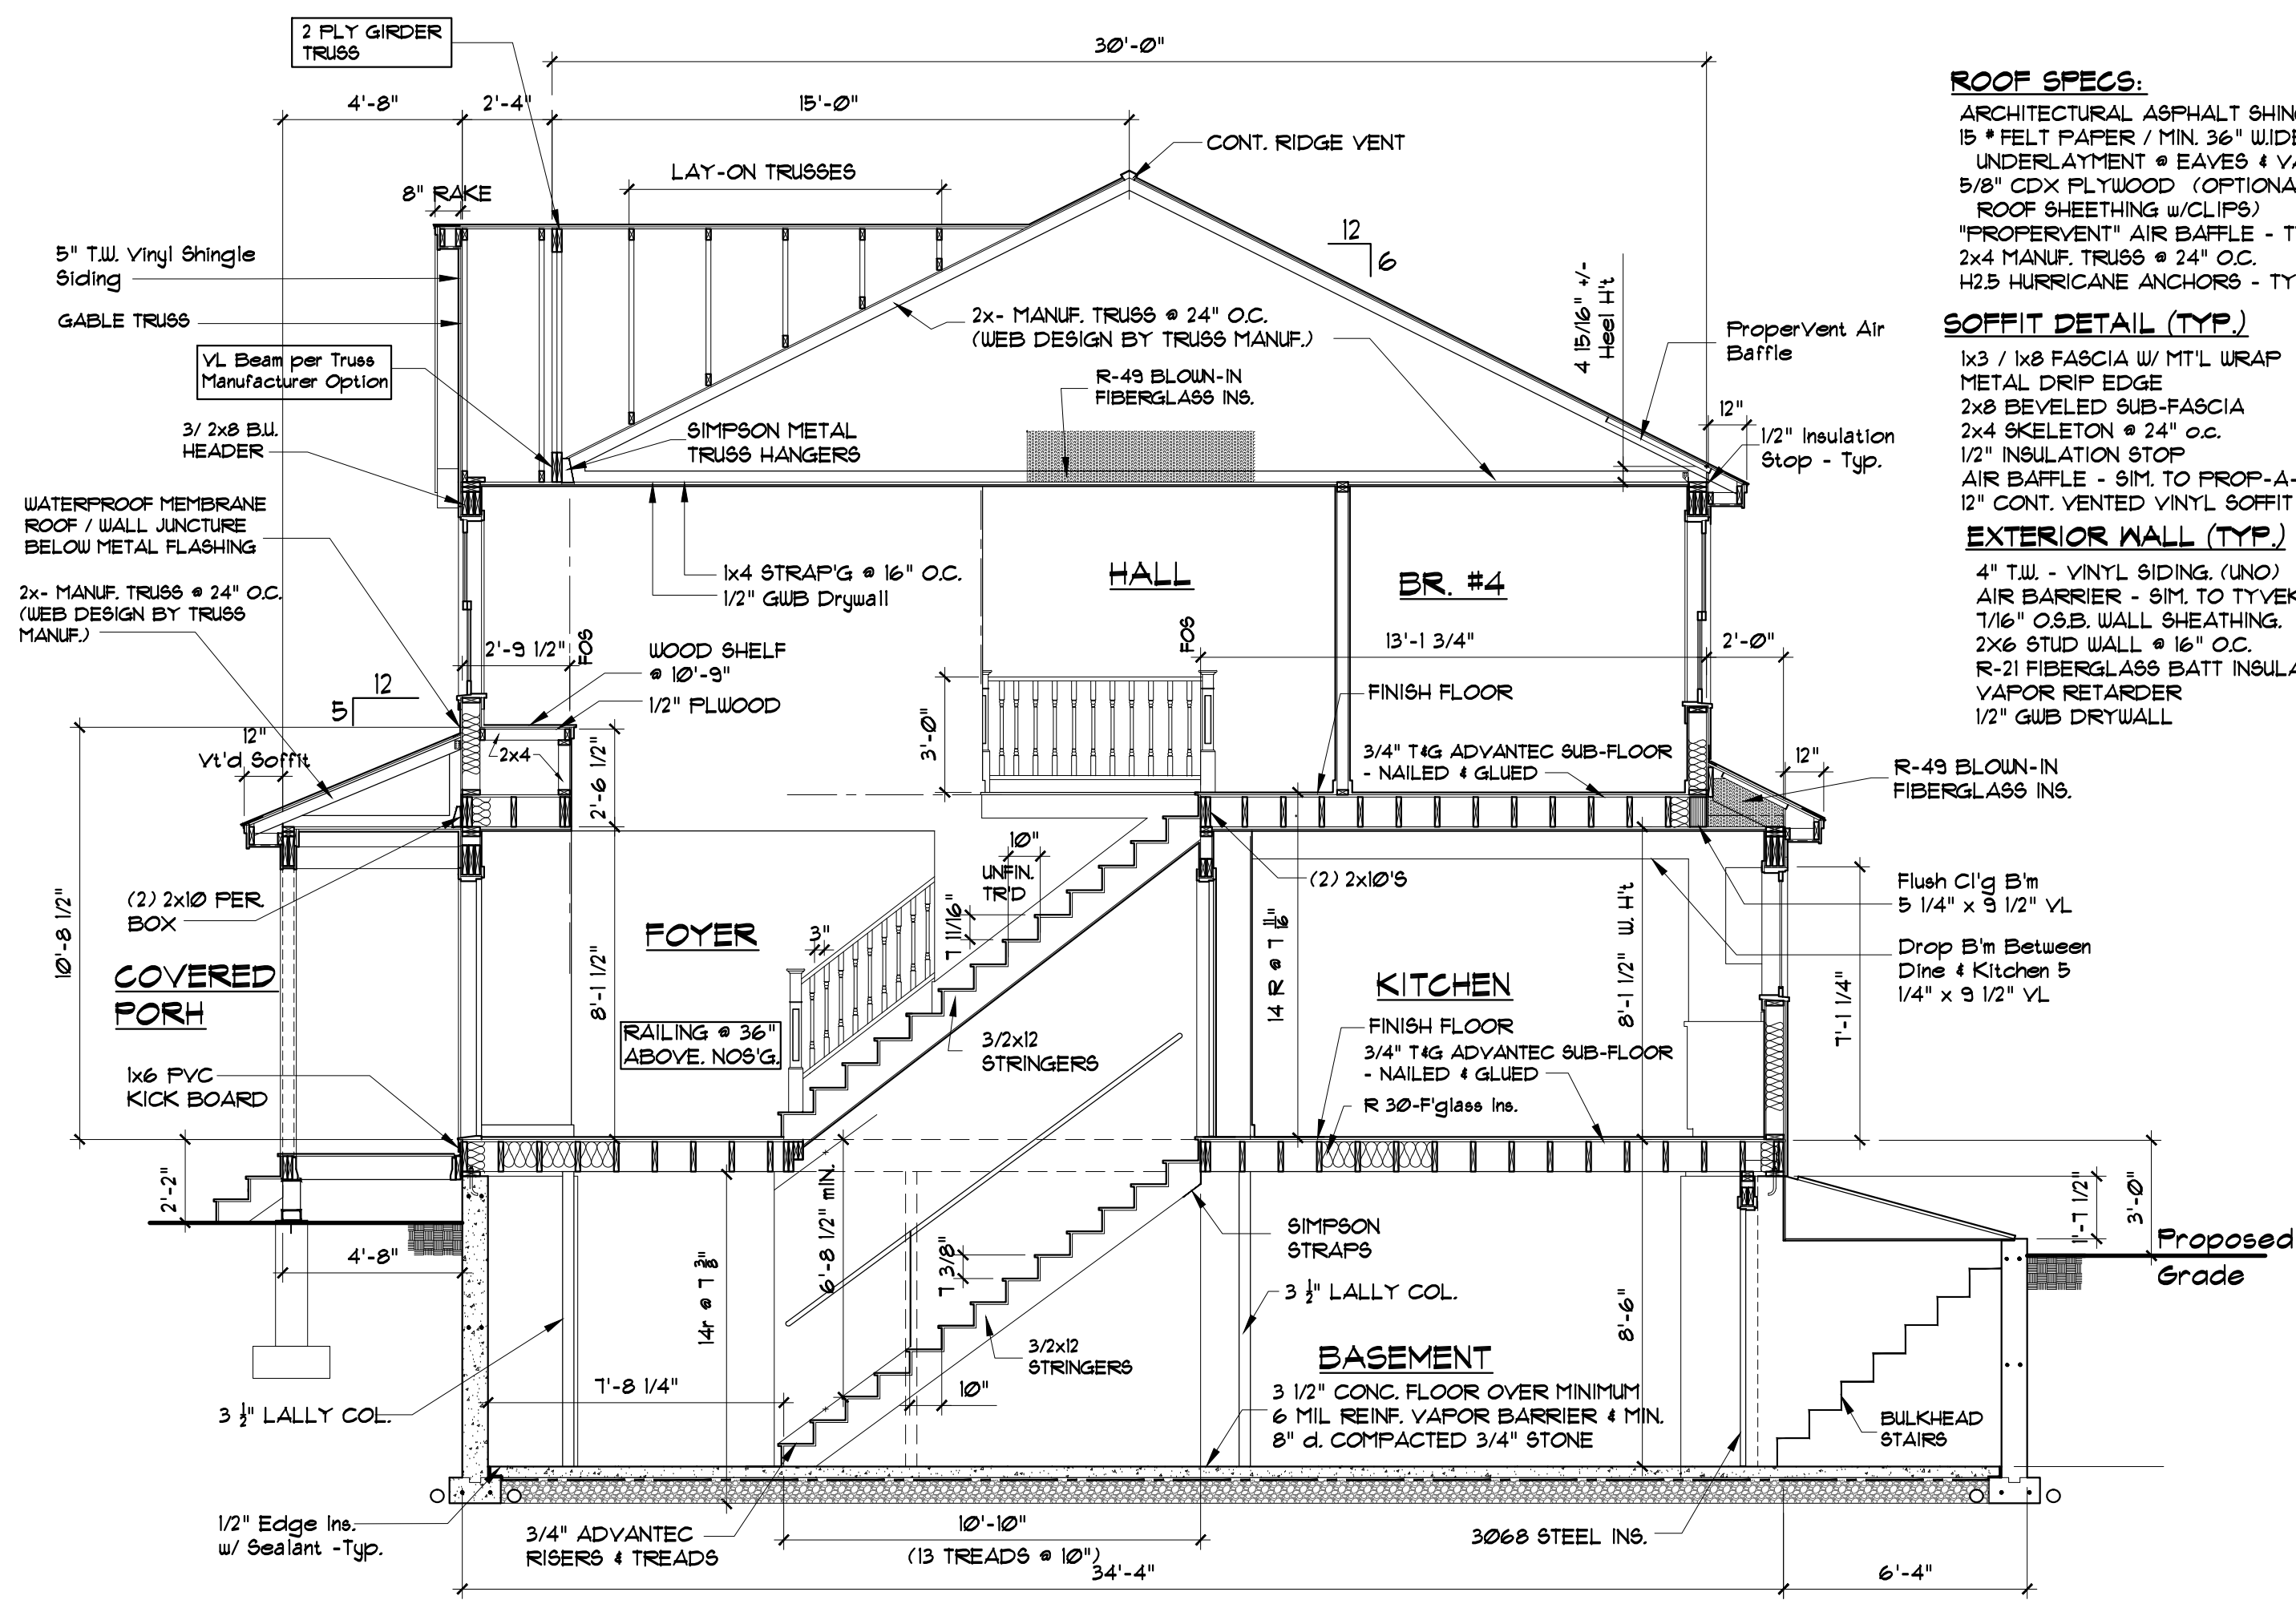 2 PLY GIRDER
TRUSS
30'-0"
4'-8"
2'-4"
15'-0"
CONT. RIDGE VENT
LAY-ON TRUSSES
8" RAKE
5" T.W. Vinyl Shingle
Siding
GABLE TRUSS
VL Beam per Truss
Manufacturer Option
3/ 2x8 B.U.
HEADER
WATERPROOF MEMBRANE
ROOF / WALL JUNCTURE
BELOW METAL FLASHING
2x- MANUF. TRUSS @ 24" O.C.
(WEB DESIGN BY TRUSS
MANUF.)
12
6
2x- MANUF. TRUSS @ 24" O.C.
(WEB DESIGN BY TRUSS MANUF.)
R-49 BLOWN-IN
FIBERGLASS INS.
SIMPSON METAL
TRUSS HANGERS
4 15/16" +/-
Heel H't
ProperVent Air
Baffle
12"
1/2" Insulation
Stop - Typ.
ROOF SPECS:
ARCHITECTURAL ASPHALT
15 # FELT PAPER / MIN. 36"
UNDERLAYMENT @ EAVES &
5/8" CDX PLYWOOD
ROOF SHEETHING w/CLIPS)
"PROPERVENT" AIR BAFFLE -
2x4 MANUF. TRUSS @ 24" O.C.
H2.5 HURRICANE ANCHORS -
SOFFIT DETAIL (TYP.)
1x3 / 1x8 FASCIA W/ MT'L WRAP
METAL DRIP EDGE
2x8 BEVELED SUB-FASCIA
2x4 SKELETON @ 24" o.c.
1/2" INSULATION STOP
AIR BAFFLE - SIM. TO PROP-A-
12" CONT. VENTED VINYL SOFFIT
EXTERIOR WALL (TYP.)
4" T.W. - VINYL SIDING. (UNO)
AIR BARRIER - SIM. TO TYVEK
7/16" O.S.B. WALL SHEATHING.
2X6 STUD WALL @ 16" O.C.
R-21 FIBERGLASS BATT
VAPOR RETARDER
1/2" GWB DRYWALL
1x4 STRAP'G @ 16" O.C.
1/2" GWB Drywall
HALL
BR. #4
2'-9 1/2"
FOS
WOOD SHELF
@ 10'-9"
1/2" PLWOOD
FOS
13'-1 3/4"
2'-0"
12
5
12"
Vt'd Soffit
2x4
2'-6 1/2"
3'-0"
FINISH FLOOR
3/4" T&G ADVANTEC SUB-FLOOR
- NAILED & GLUED
12"
R-49 BLOWN-IN
FIBERGLASS INS.
10'-8 1/2"
(2) 2x10 PER.
BOX
COVERED
PORH
1x6 PVC
KICK BOARD
8'-1 1/2"
FOYER
3"
7 11/16"
10"
UNFIN.
TR'D
(2) 2x10'S
14 R @ 7 11/16"
8'-1 1/2" W. H't
KITCHEN
Flush Cl'g B'm
5 1/4" x 9 1/2" VL
Drop B'm Between
Dine & Kitchen 5
1/4" x 9 1/2" VL
7'-1 1/4"
RAILING @ 36"
ABOVE. NOS'G.
3/2x12
STRINGERS
FINISH FLOOR
3/4" T&G ADVANTEC SUB-FLOOR
- NAILED & GLUED
R 30-F'glass Ins.
2'-2"
4'-8"
6'-8 1/2" mIN.
14r @ 7 3/8"
7 3/8"
SIMPSON
STRAPS
3 1/2" LALLY COL.
8'-6"
1'-7 1/2"
3'-0"
Proposed
Grade
3/2x12
STRINGERS
BASEMENT
3 1/2" CONC. FLOOR OVER MINIMUM
6 MIL REINF. VAPOR BARRIER & MIN.
8" d. COMPACTED 3/4" STONE
3 1/2" LALLY COL.
7'-8 1/4"
10"
BULKHEAD
STAIRS
1/2" Edge Ins.
w/ Sealant -Typ.
3/4" ADVANTEC
RISERS & TREADS
10'-10"
(13 TREADS @ 10")
3068 STEEL INS.
34'-4"
6'-4"